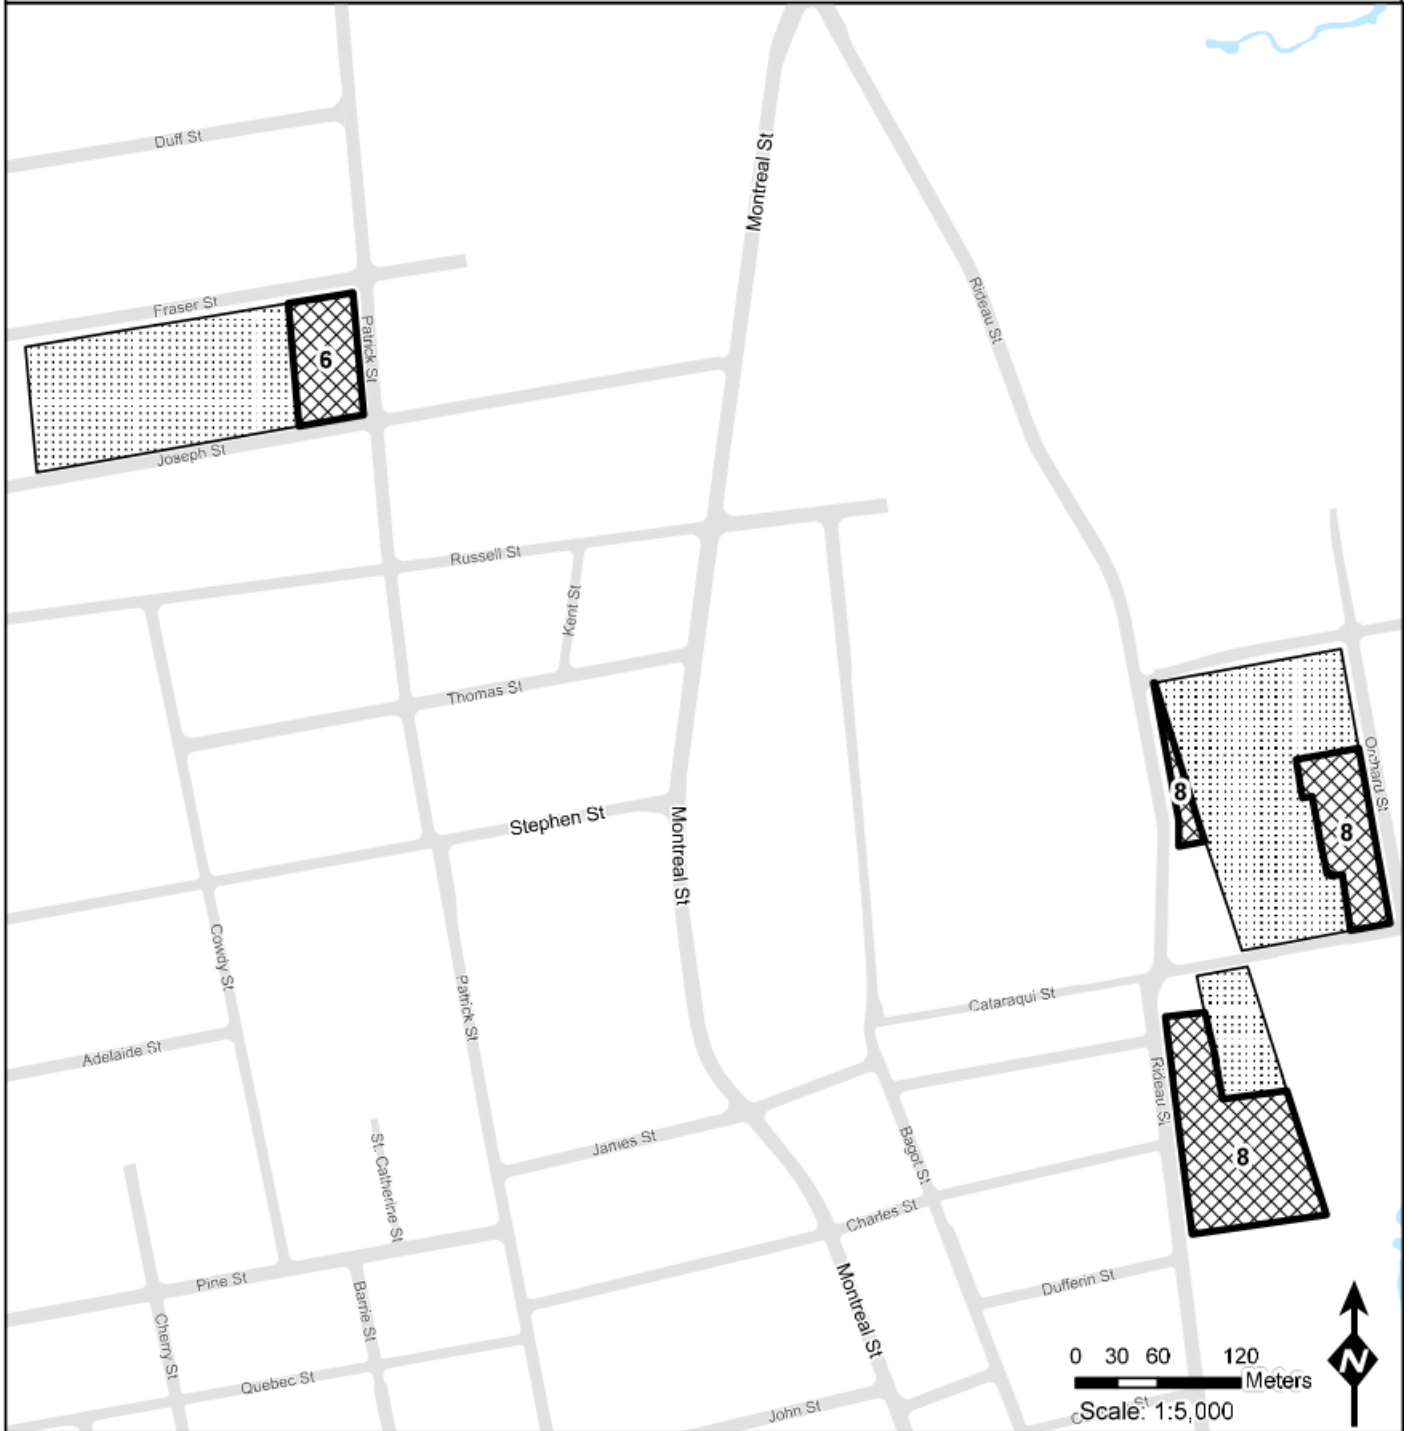 Duff St
Montreal St
Fraser St
Rideau St
Patrick St
6
Joseph St
Russell St
Kent St
Thomas St
Orchard St
8
8
Stephen St
Montreal St
Cowdy St
Patrick St
Cataraqui St
Adelaide St
Rideau St
St. Catherine St
James St
Bagot St
8
Charles St
Pine St
Dufferin St
Barrie St
Montreal St
Cherry St
Quebec St
John St
0 30 60 120
Meters
St
Scale: 1:5,000
N